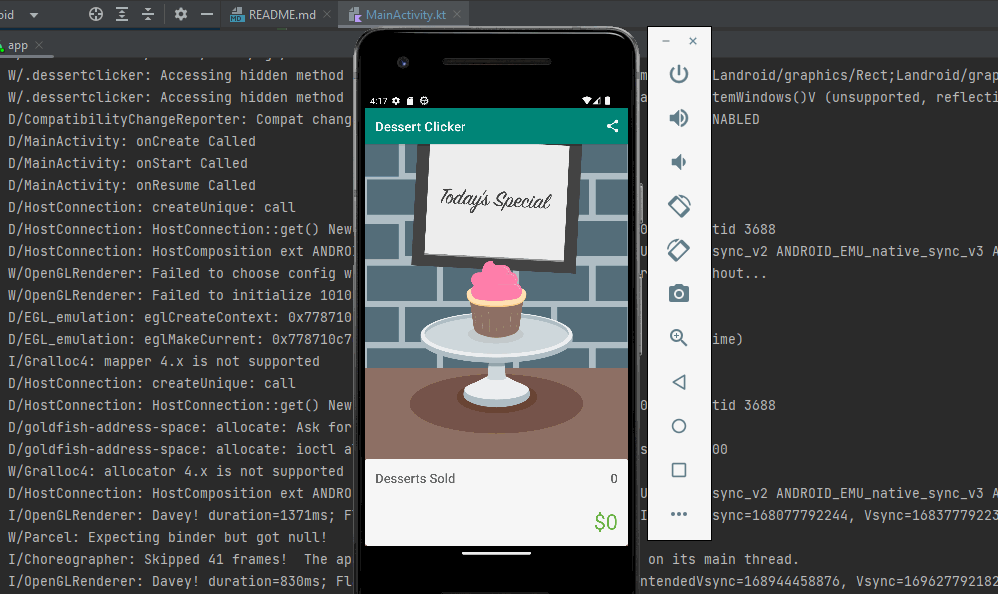 oid
README.md
MainActivity.kt
app
W/.dessertclicker: Accessing hidden method Landroid/graphics/Rect;Landroid/grap
W/.dessertclicker: Accessing hidden method temWindows()V (unsupported, reflecti
D/CompatibilityChangeReporter: Compat chang NABLED
D/MainActivity: onCreate Called
D/MainActivity: onStart Called
D/MainActivity: onResume Called
D/HostConnection: createUnique: call
D/HostConnection: HostConnection::get() New tid 3688
D/HostConnection: HostComposition ext ANDRO sync_v2 ANDROID_EMU_native_sync_v3 A
W/OpenGLRenderer: Failed to choose config w hout...
W/OpenGLRenderer: Failed to initialize 1010
D/EGL_emulation: eglCreateContext: 0x778710
D/EGL_emulation: eglMakeCurrent: 0x778710c7 ime)
I/Gralloc4: mapper 4.x is not supported
D/HostConnection: createUnique: call
D/HostConnection: HostConnection::get() New tid 3688
D/goldfish-address-space: allocate: Ask for
D/goldfish-address-space: allocate: ioctl a 00
W/Gralloc4: allocator 4.x is not supported
D/HostConnection: HostComposition ext ANDRO sync_v2 ANDROID_EMU_native_sync_v3 A
I/OpenGLRenderer: Davey! duration=1371ms; F sync=168077792244, Vsync=16837779223
W/Parcel: Expecting binder but got null!
I/Choreographer: Skipped 41 frames!  The ap on its main thread.
I/OpenGLRenderer: Davey! duration=830ms; Fl ntendedVsync=168944458876, Vsync=169627792182
4:17
Dessert Clicker
Today's Special
Desserts Sold 0
$0